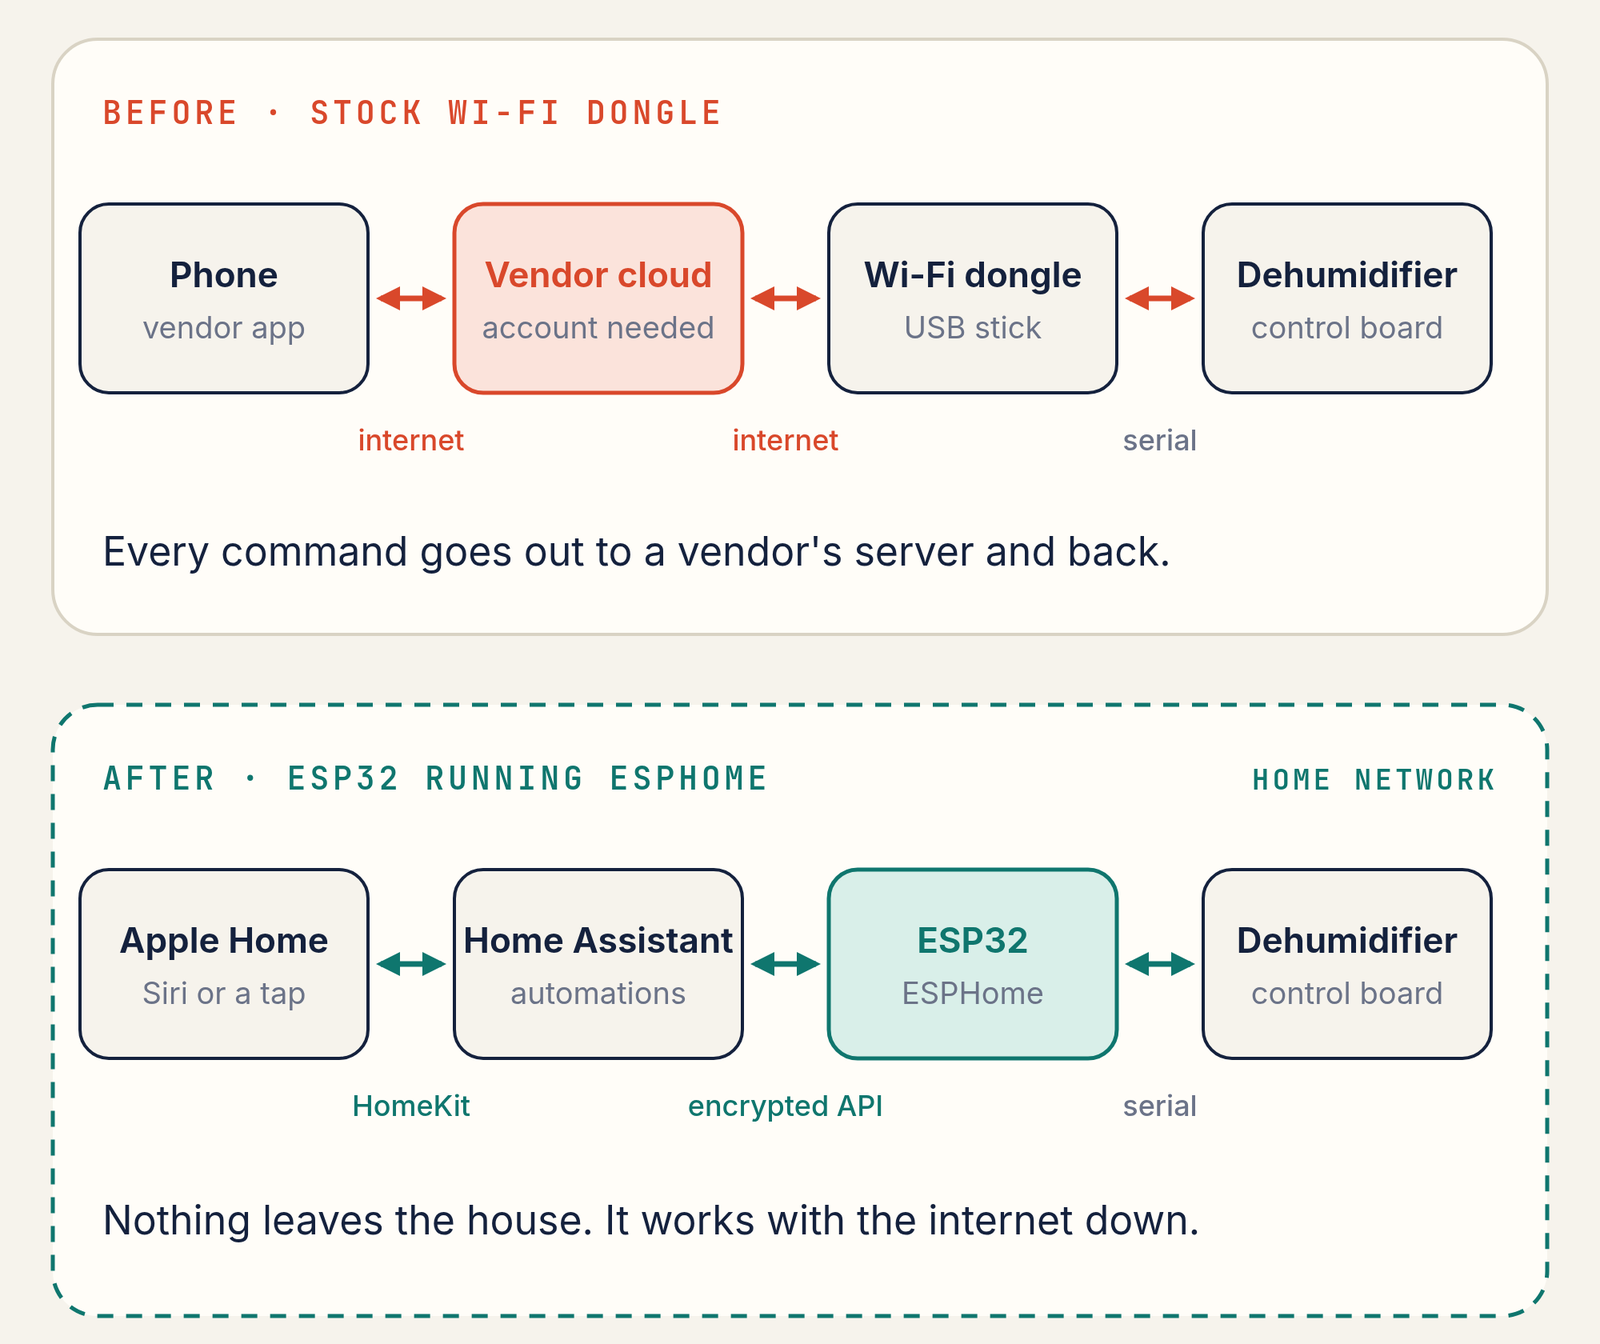 BEFORE · STOCK WI-FI DONGLE
Phone
vendor app
Vendor cloud
account needed
Wi-Fi dongle
USB stick
Dehumidifier
control board
internet
internet
serial
Every command goes out to a vendor's server and back.
AFTER · ESP32 RUNNING ESPHOME
HOME NETWORK
Apple Home
Siri or a tap
Home Assistant
automations
ESP32
ESPHome
Dehumidifier
control board
HomeKit
encrypted API
serial
Nothing leaves the house. It works with the internet down.